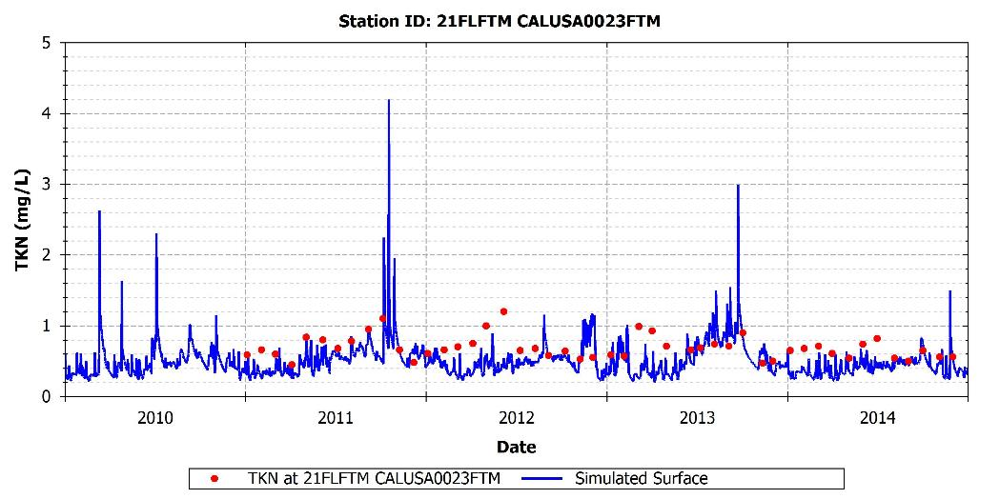 Station ID: 21FLFTM CALUSA0023FTM
5
4
3
2
1
0
TKN (mg/L)
2010 2011 2012 2013 2014
Date
TKN at 21FLFTM CALUSA0023FTM Simulated Surface